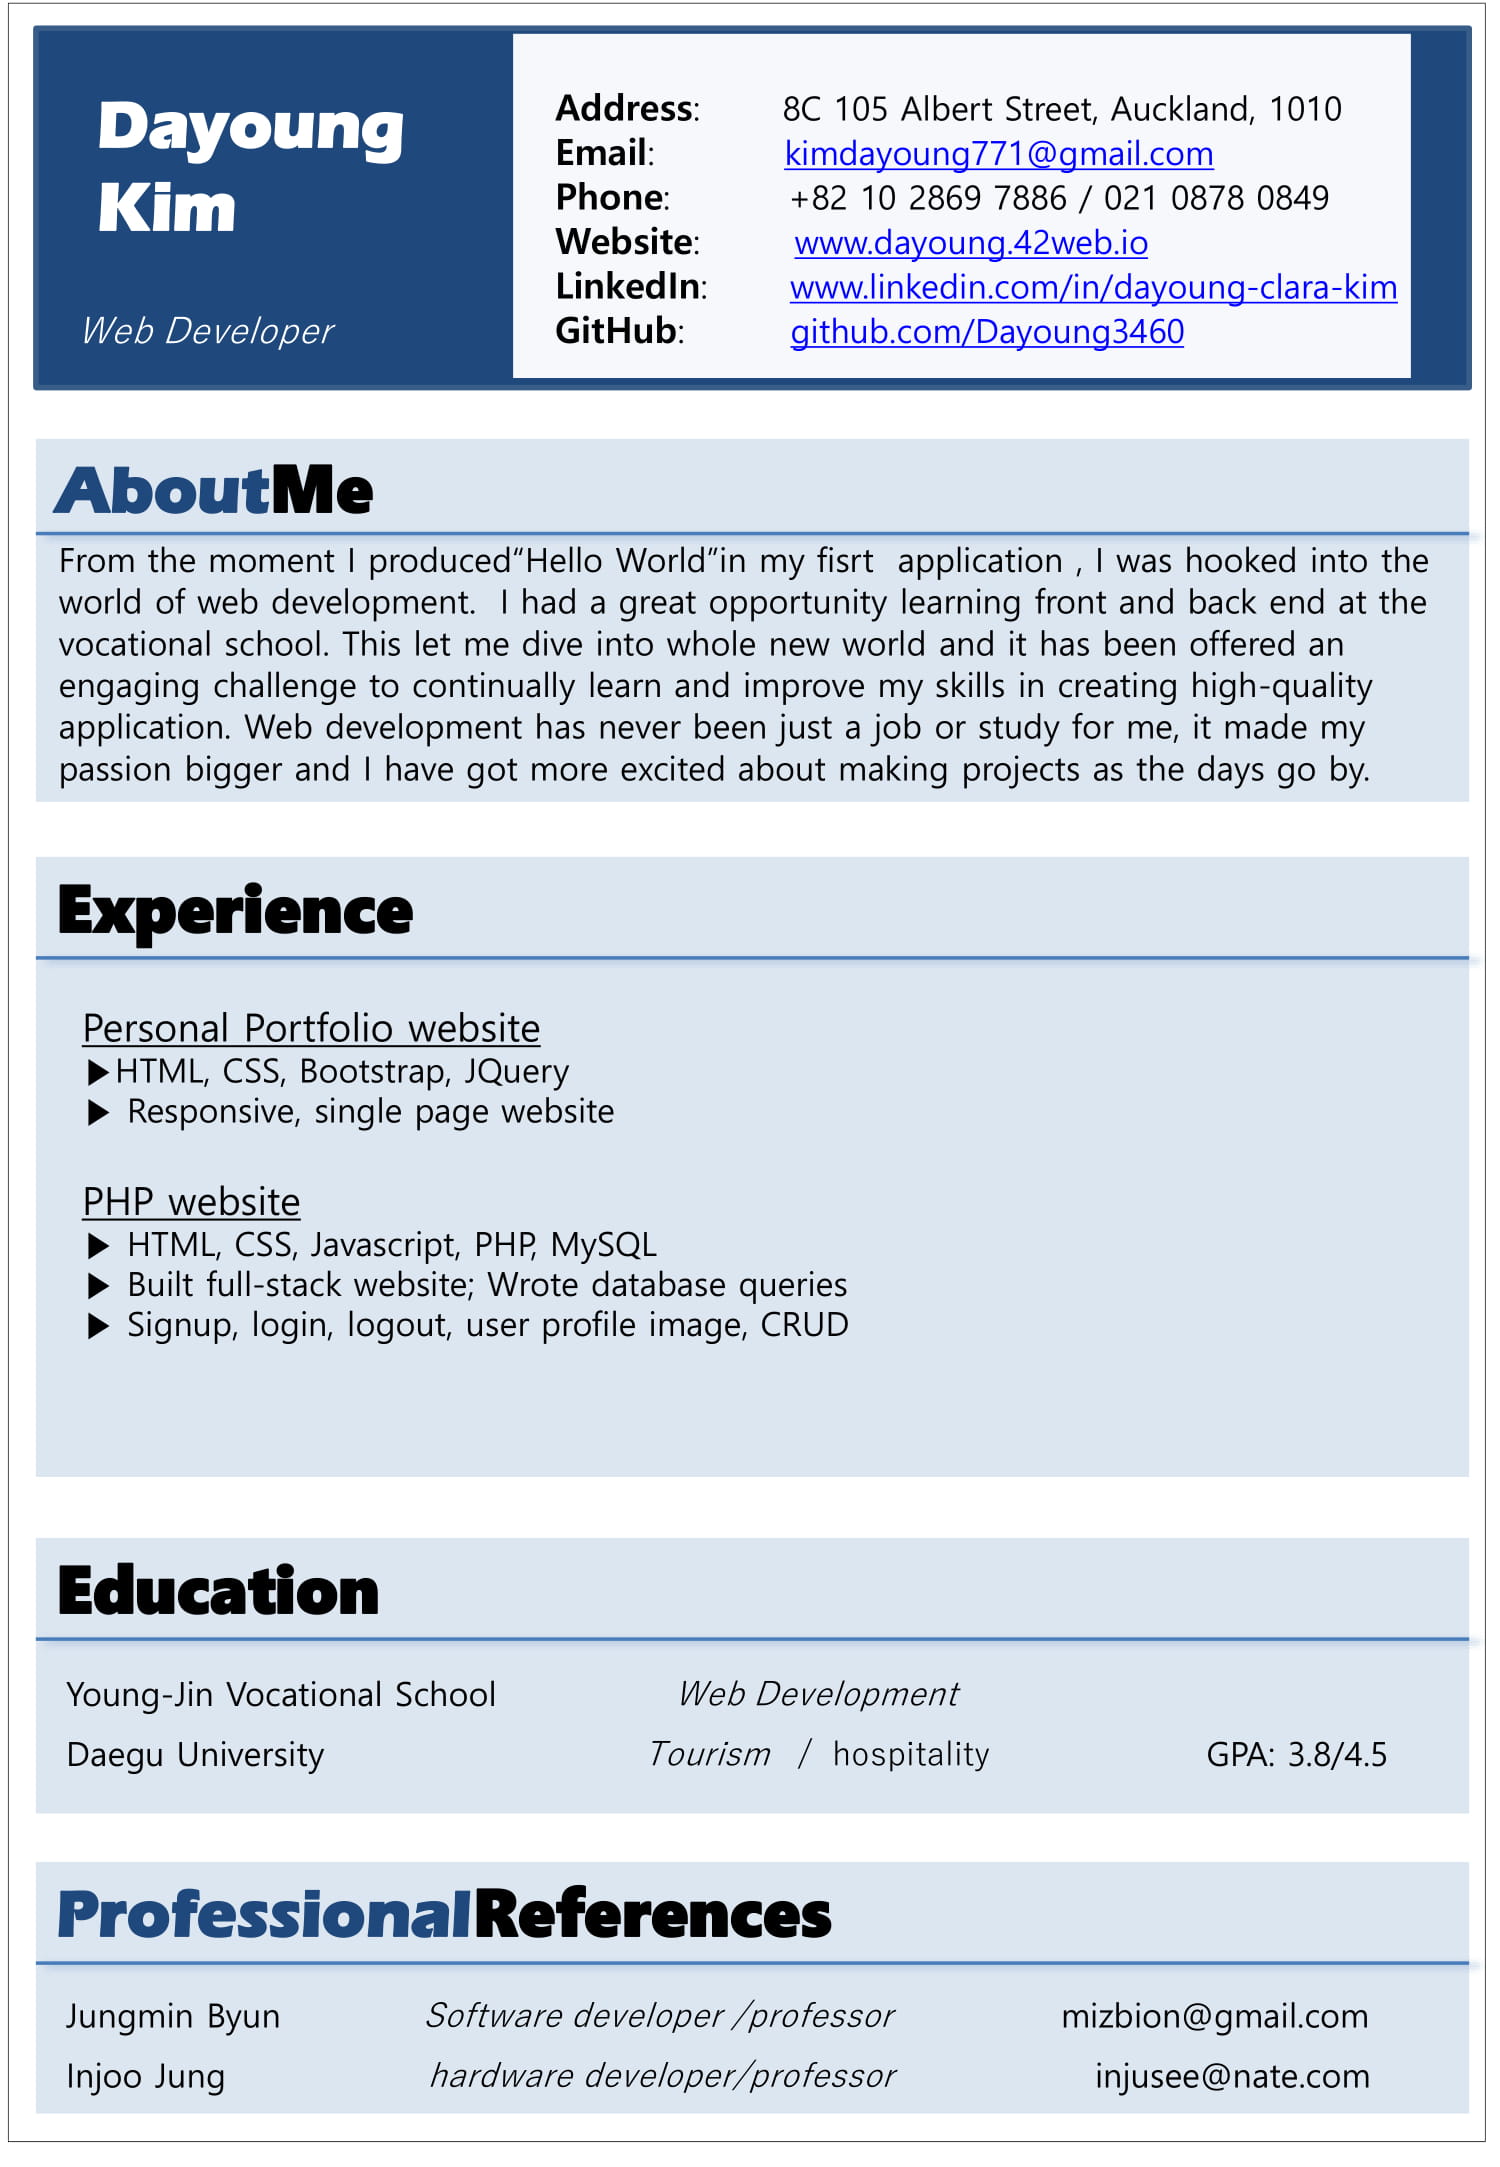 Dayoung
Kim
Web Developer
Address: 8C 105 Albert Street, Auckland, 1010
Email: kimdayoung771@gmail.com
Phone: +82 10 2869 7886 / 021 0878 0849
Website: www.dayoung.42web.io
LinkedIn: www.linkedin.com/in/dayoung-clara-kim
GitHub: github.com/Dayoung3460
AboutMe
From the moment I produced“Hello World”in my fisrt application , I was hooked into the
world of web development. I had a great opportunity learning front and back end at the
vocational school. This let me dive into whole new world and it has been offered an
engaging challenge to continually learn and improve my skills in creating high-quality
application. Web development has never been just a job or study for me, it made my
passion bigger and I have got more excited about making projects as the days go by.
Experience
Personal Portfolio website
▶HTML, CSS, Bootstrap, JQuery
▶ Responsive, single page website
PHP website
▶ HTML, CSS, Javascript, PHP, MySQL
▶ Built full-stack website; Wrote database queries
▶ Signup, login, logout, user profile image, CRUD
Education
Young-Jin Vocational School Web Development
Daegu University Tourism / hospitality GPA: 3.8/4.5
ProfessionalReferences
Jungmin Byun Software developer /professor mizbion@gmail.com
Injoo Jung hardware developer/professor injusee@nate.com